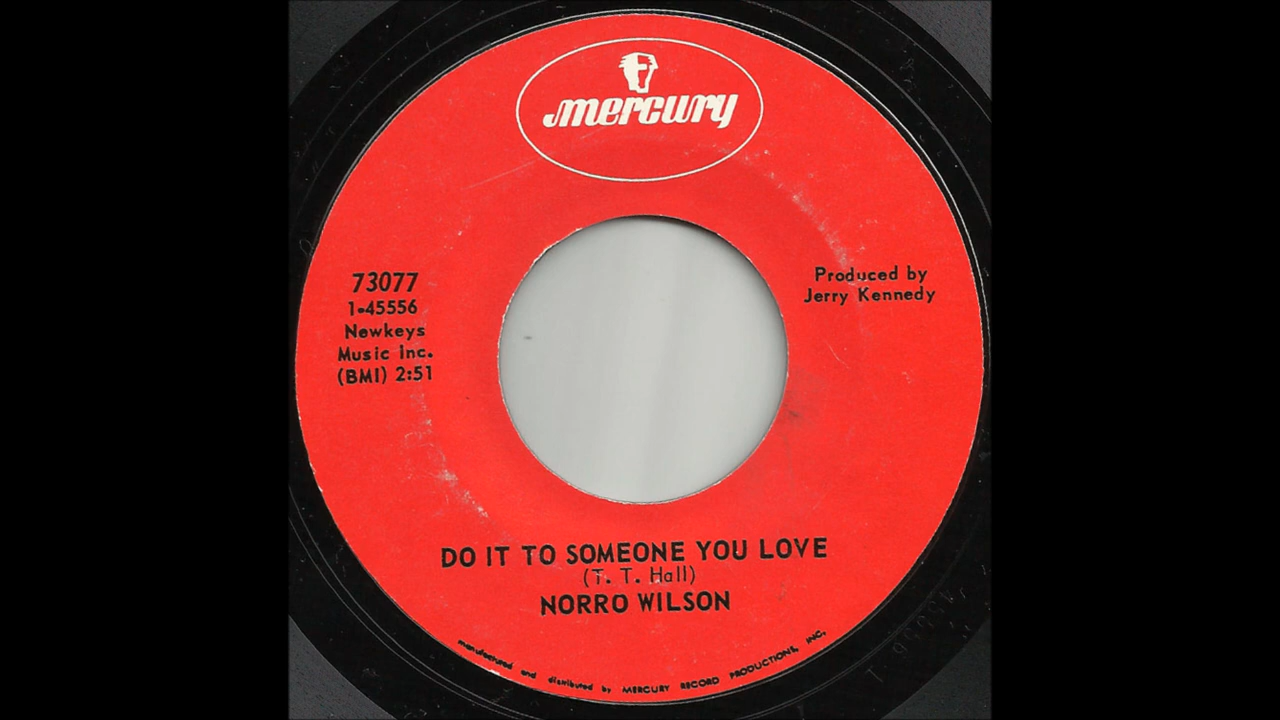 mercury
73077
1-45556
Newkeys
Music Inc.
(BMI) 2:51
Produced by
Jerry Kennedy
DO IT TO SOMEONE YOU LOVE
(T. T. Hall)
NORRO WILSON
manufactured and distributed by MERCURY RECORD PRODUCTIONS, INC.